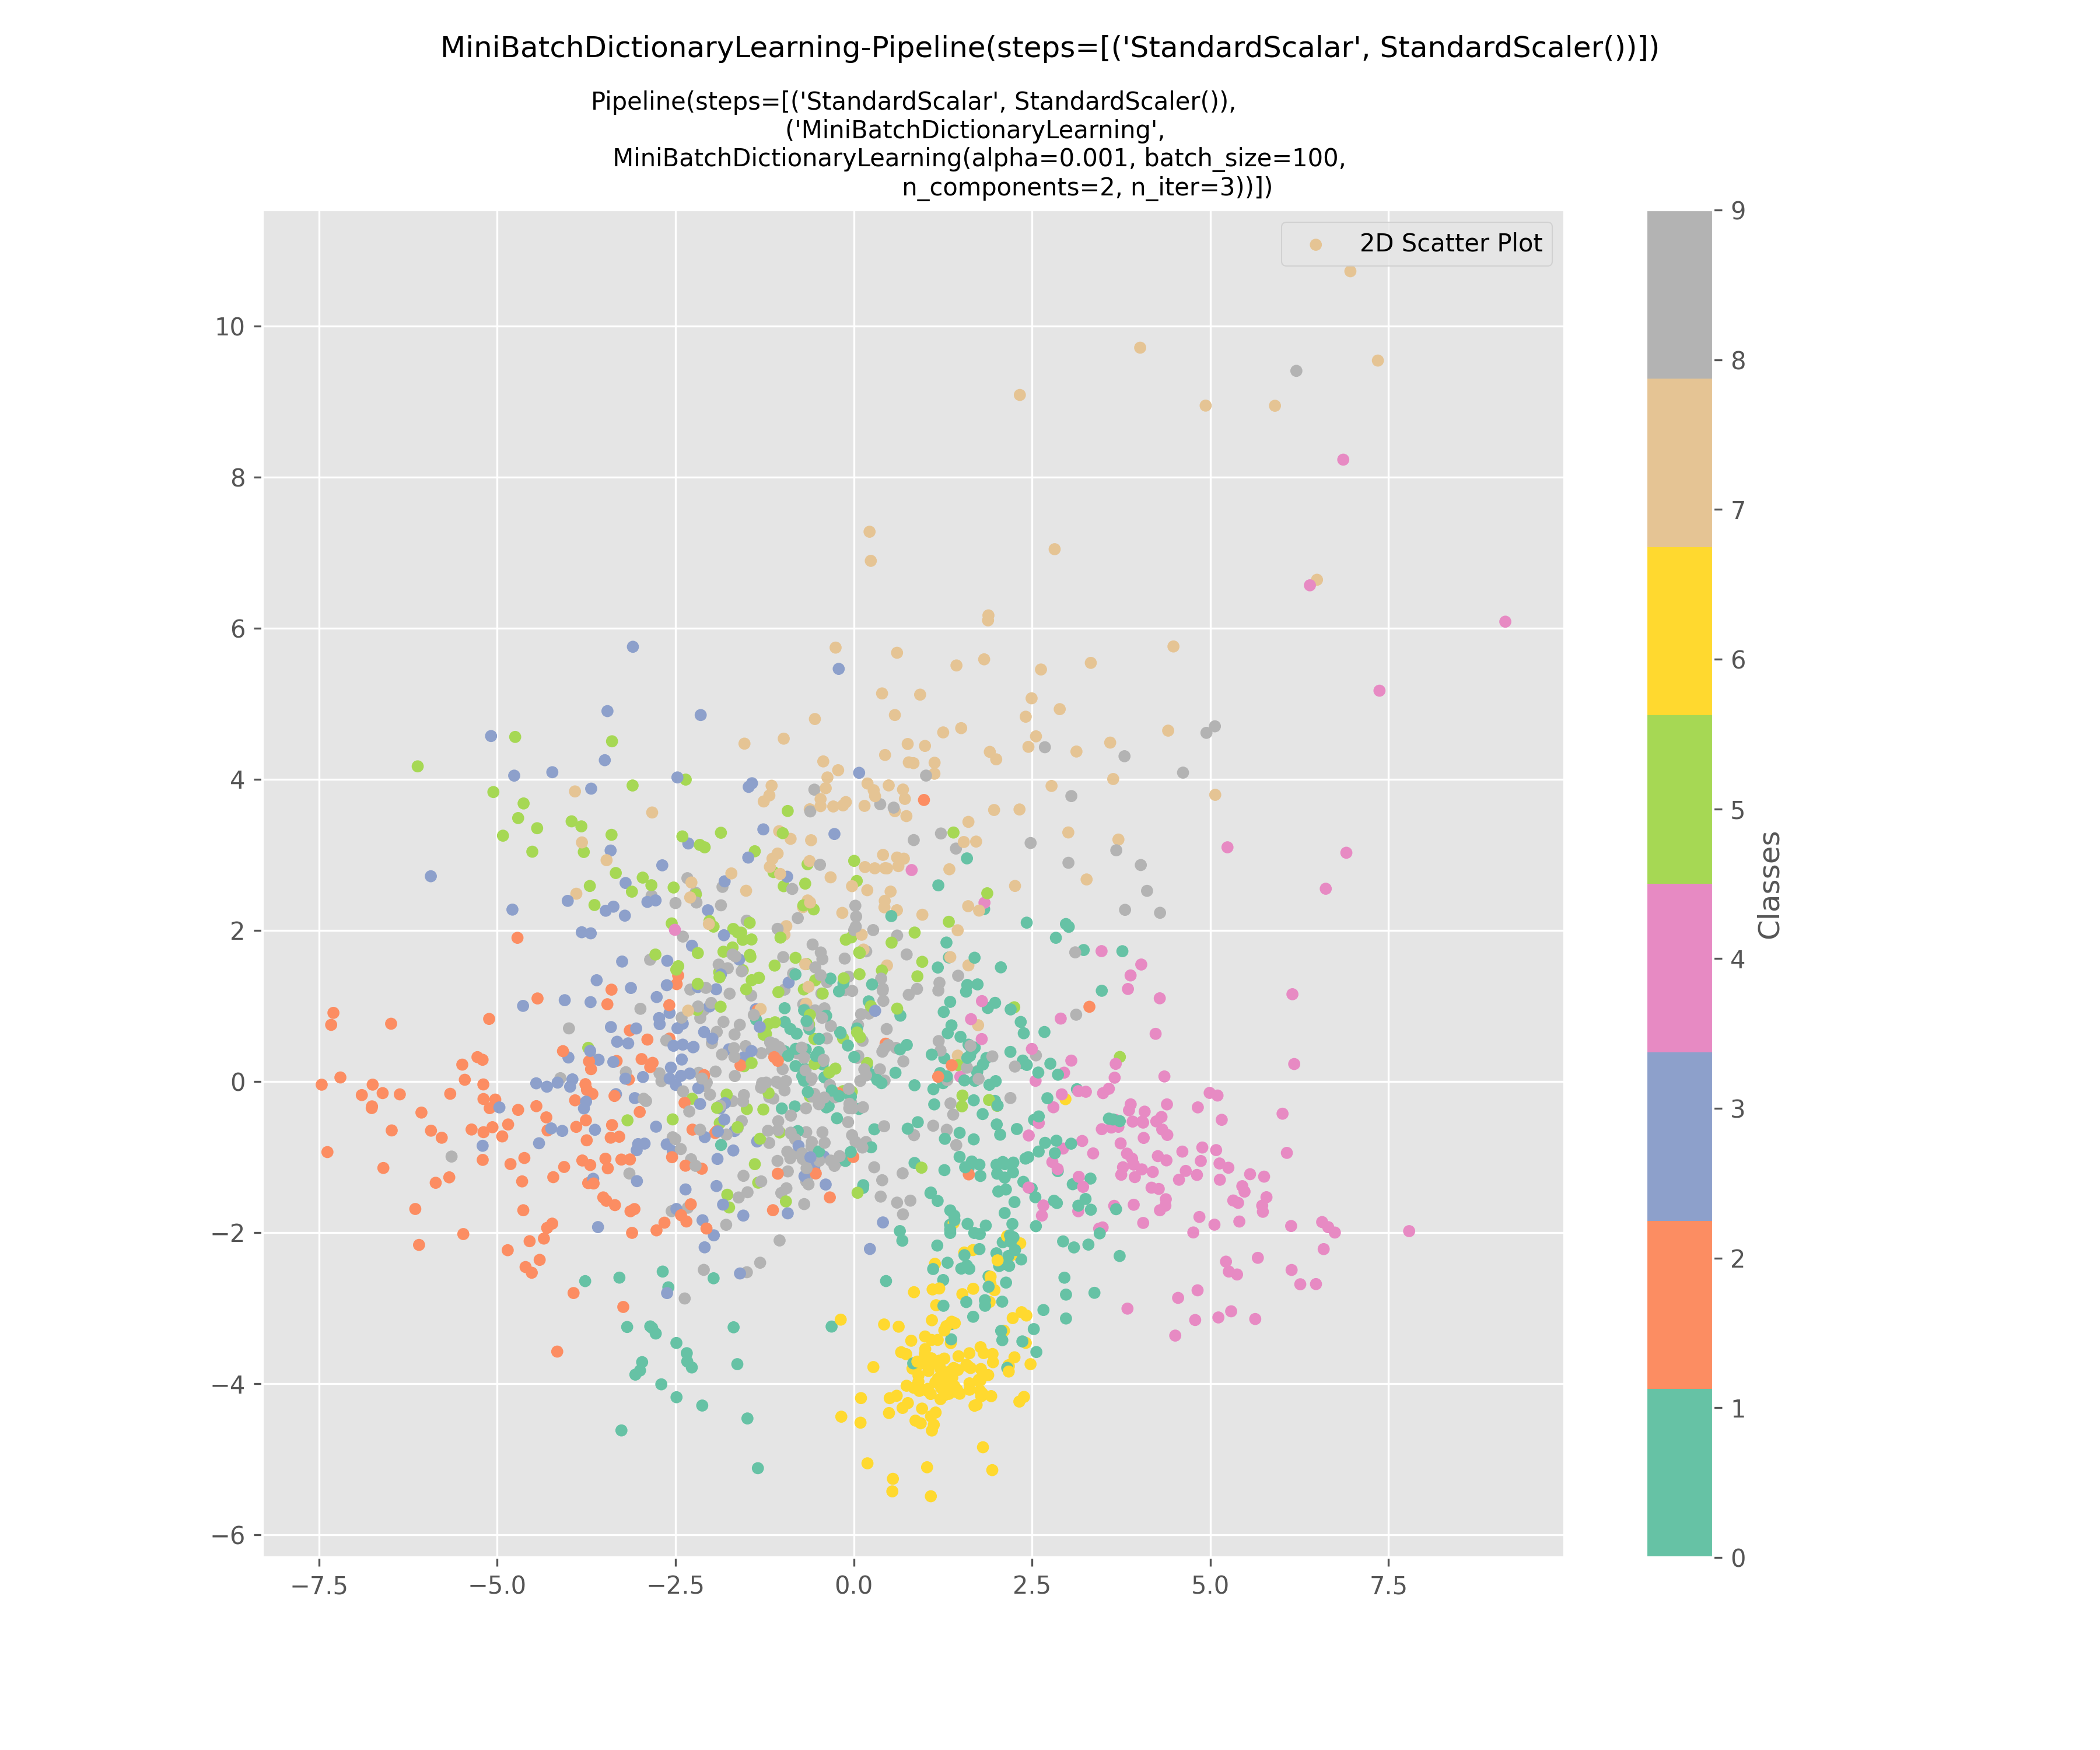 MiniBatchDictionaryLearning-Pipeline(steps=[('StandardScalar', StandardScaler())])
Pipeline(steps=[('StandardScalar', StandardScaler()),
('MiniBatchDictionaryLearning',
MiniBatchDictionaryLearning(alpha=0.001, batch_size=100,
n_components=2, n_iter=3))])
2D Scatter Plot
10
8
6
4
2
0
−2
−4
−6
−7.5 −5.0 −2.5 0.0 2.5 5.0 7.5
9
8
7
6
5
4
3
2
1
0
Classes